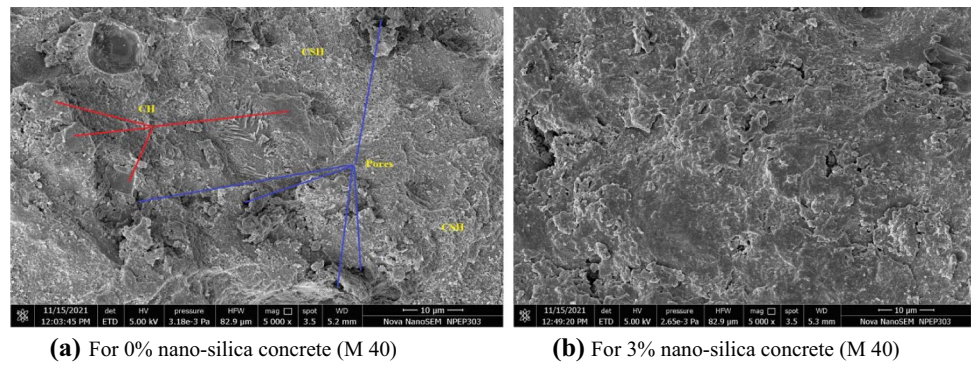 CSH
CH
Pores
CSH
11/15/2021 det HV pressure HFW mag □ spot WD
12:03:45 PM ETD 5.00 kV 3.18e-3 Pa 82.9 µm 5 000 x 3.5 5.2 mm
10 µm
Nova NanoSEM NPEP303
11/15/2021 det HV pressure HFW mag □ spot WD
12:49:20 PM ETD 5.00 kV 2.65e-3 Pa 82.9 µm 5 000 x 3.5 5.3 mm
10 µm
Nova NanoSEM NPEP303
(a) For 0% nano-silica concrete (M 40)
(b) For 3% nano-silica concrete (M 40)